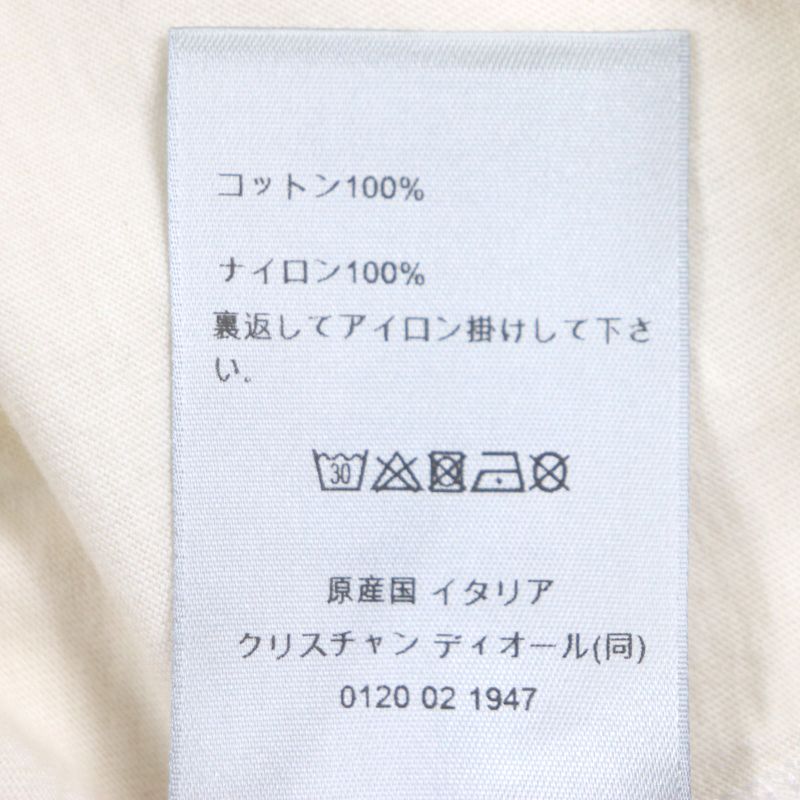 コットン100%
ナイロン100%
裏返してアイロン掛けして下さ
い。
30
原産国 イタリア
クリスチャン ディオール(同)
0120 02 1947